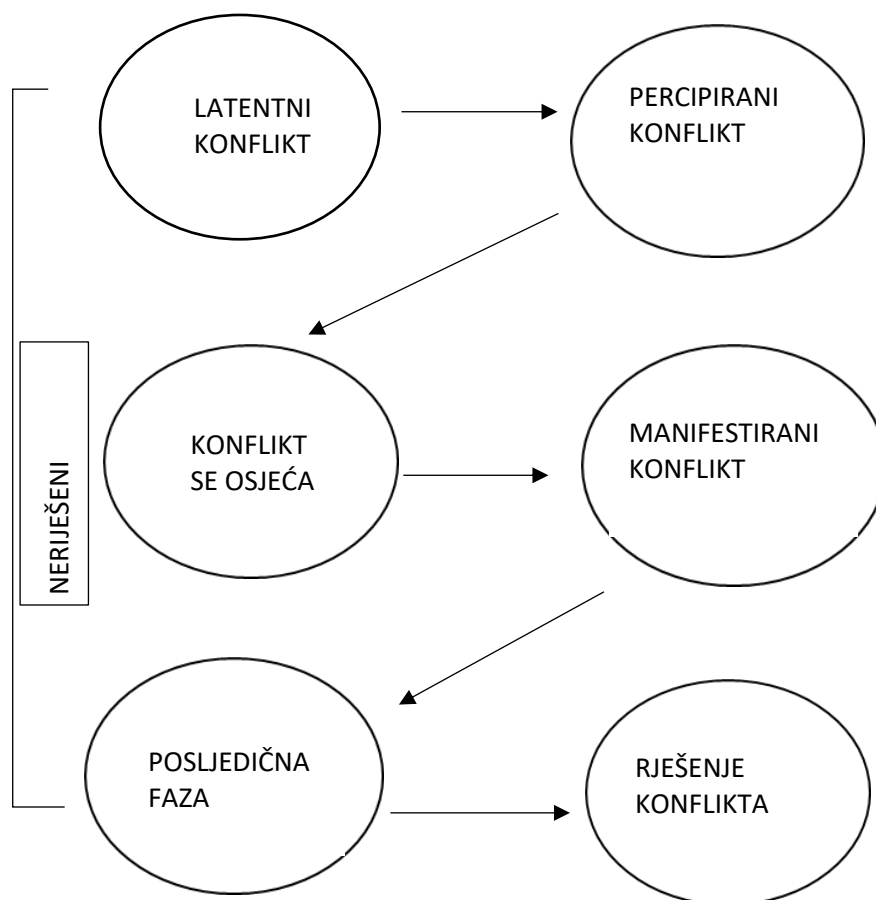 LATENTNI
KONFLIKT
PERCIPIRANI
KONFLIKT
NERIJEŠENI
KONFLIKT
SE OSJEĆA
MANIFESTIRANI
KONFLIKT
POSLJEDIČNA
FAZA
RJEŠENJE
KONFLIKTA